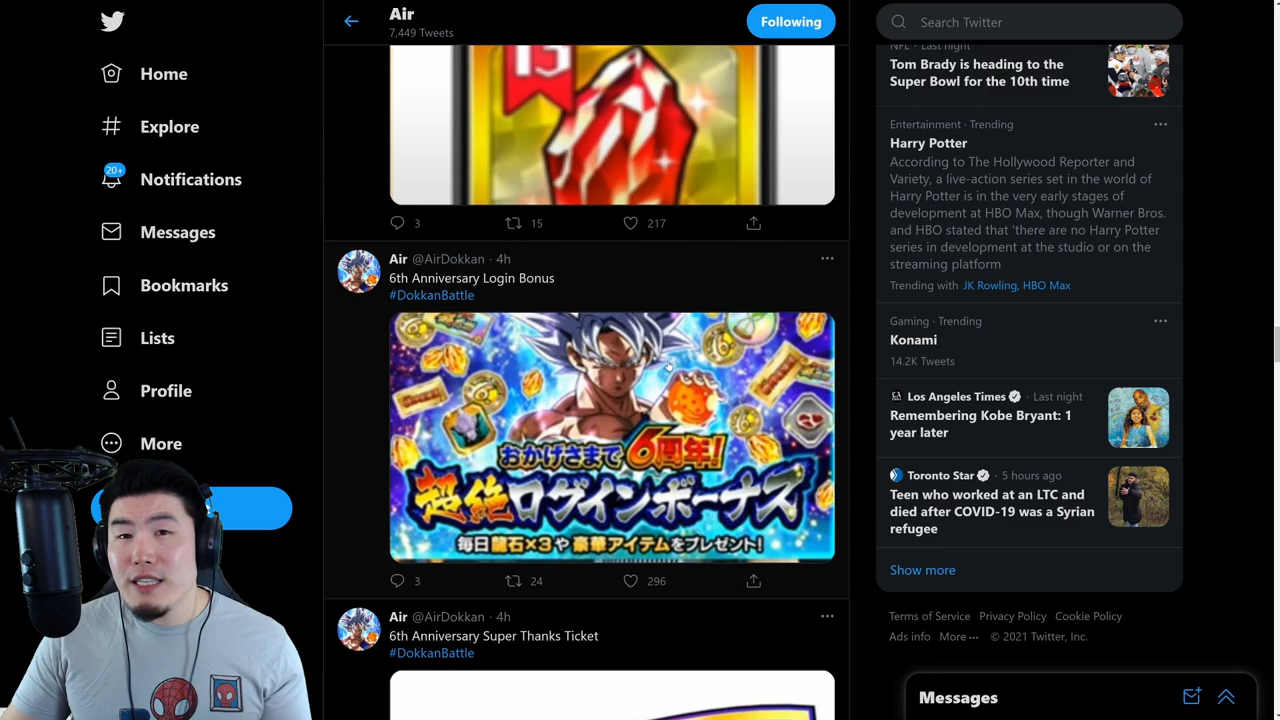 Home
Explore
20+
Notifications
Messages
Bookmarks
Lists
Profile
More
Air
7,449 Tweets
Following
13
3
15
217
Air @AirDokkan · 4h
6th Anniversary Login Bonus
#DokkanBattle
おかげさまで6周年!
超絶ログインボーナス
毎日龍石×3や豪華アイテムをプレゼント!
3
24
296
Air @AirDokkan · 4h
6th Anniversary Super Thanks Ticket
#DokkanBattle
Search Twitter
NFL · Last night
Tom Brady is heading to the
Super Bowl for the 10th time
Entertainment · Trending
Harry Potter
According to The Hollywood Reporter and
Variety, a live-action series set in the world of
Harry Potter is in the very early stages of
development at HBO Max, though Warner Bros.
and HBO stated that 'there are no Harry Potter
series in development at the studio or on the
streaming platform
Trending with JK Rowling, HBO Max
Gaming · Trending
Konami
14.2K Tweets
Los Angeles Times · Last night
Remembering Kobe Bryant: 1
year later
Toronto Star · 5 hours ago
Teen who worked at an LTC and
died after COVID-19 was a Syrian
refugee
Show more
Terms of Service Privacy Policy Cookie Policy
Ads info More ··· © 2021 Twitter, Inc.
Messages